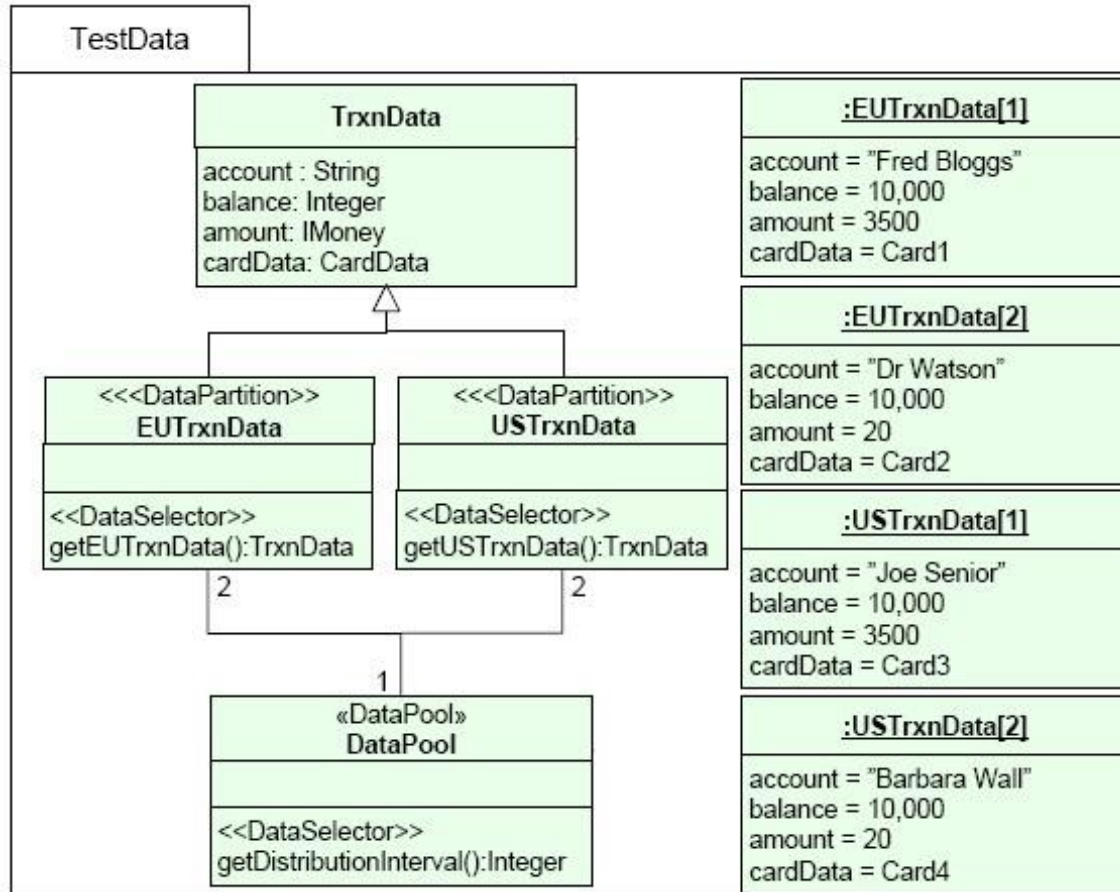 TestData
TrxnData
account : String
balance: Integer
amount: IMoney
cardData: CardData
<<<DataPartition>>
EUTrxnData
<<DataSelector>>
getEUTrxnData():TrxnData
2
<<<DataPartition>>
USTrxnData
<<DataSelector>>
getUSTrxnData():TrxnData
2
1
«DataPool»
DataPool
<<DataSelector>>
getDistributionInterval():Integer
:EUTrxnData[1]
account = ”Fred Bloggs”
balance = 10,000
amount = 3500
cardData = Card1
:EUTrxnData[2]
account = ”Dr Watson”
balance = 10,000
amount = 20
cardData = Card2
:USTrxnData[1]
account = ”Joe Senior”
balance = 10,000
amount = 3500
cardData = Card3
:USTrxnData[2]
account = ”Barbara Wall”
balance = 10,000
amount = 20
cardData = Card4